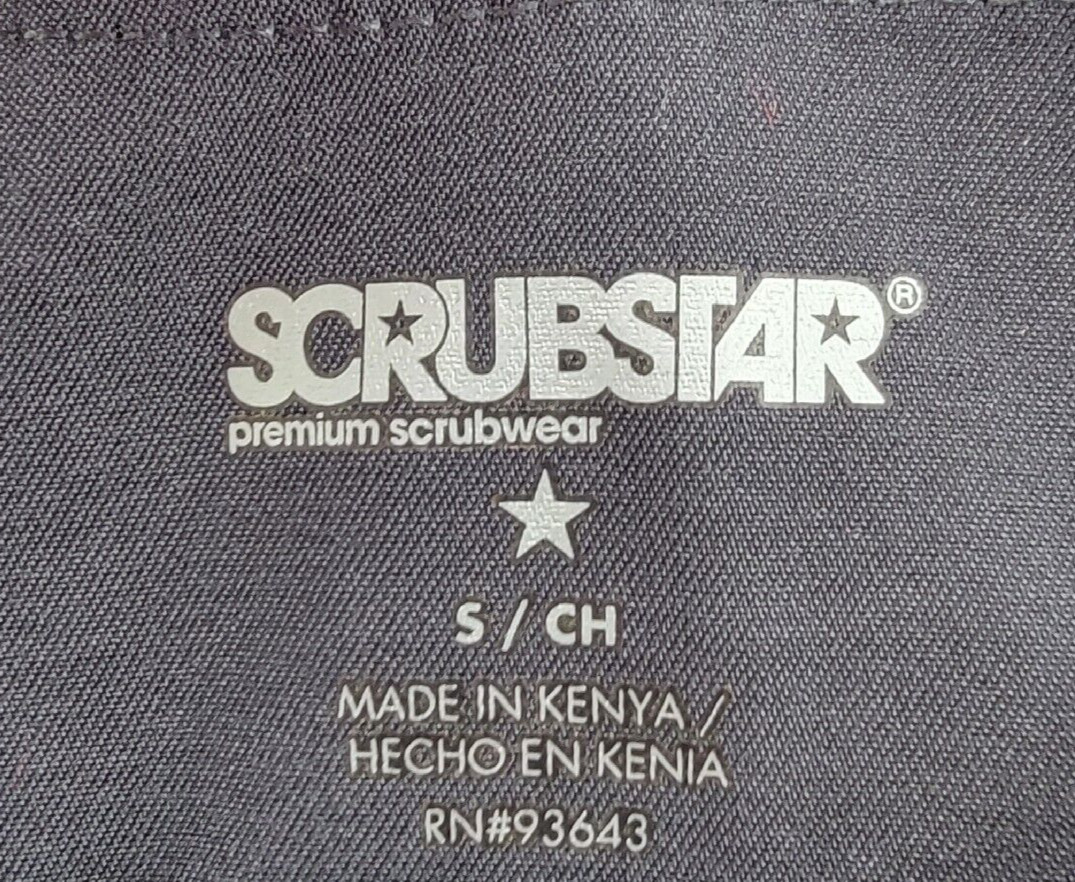 SCRUBSTAR®
premium scrubwear
S / CH
MADE IN KENYA /
HECHO EN KENIA
RN#93643